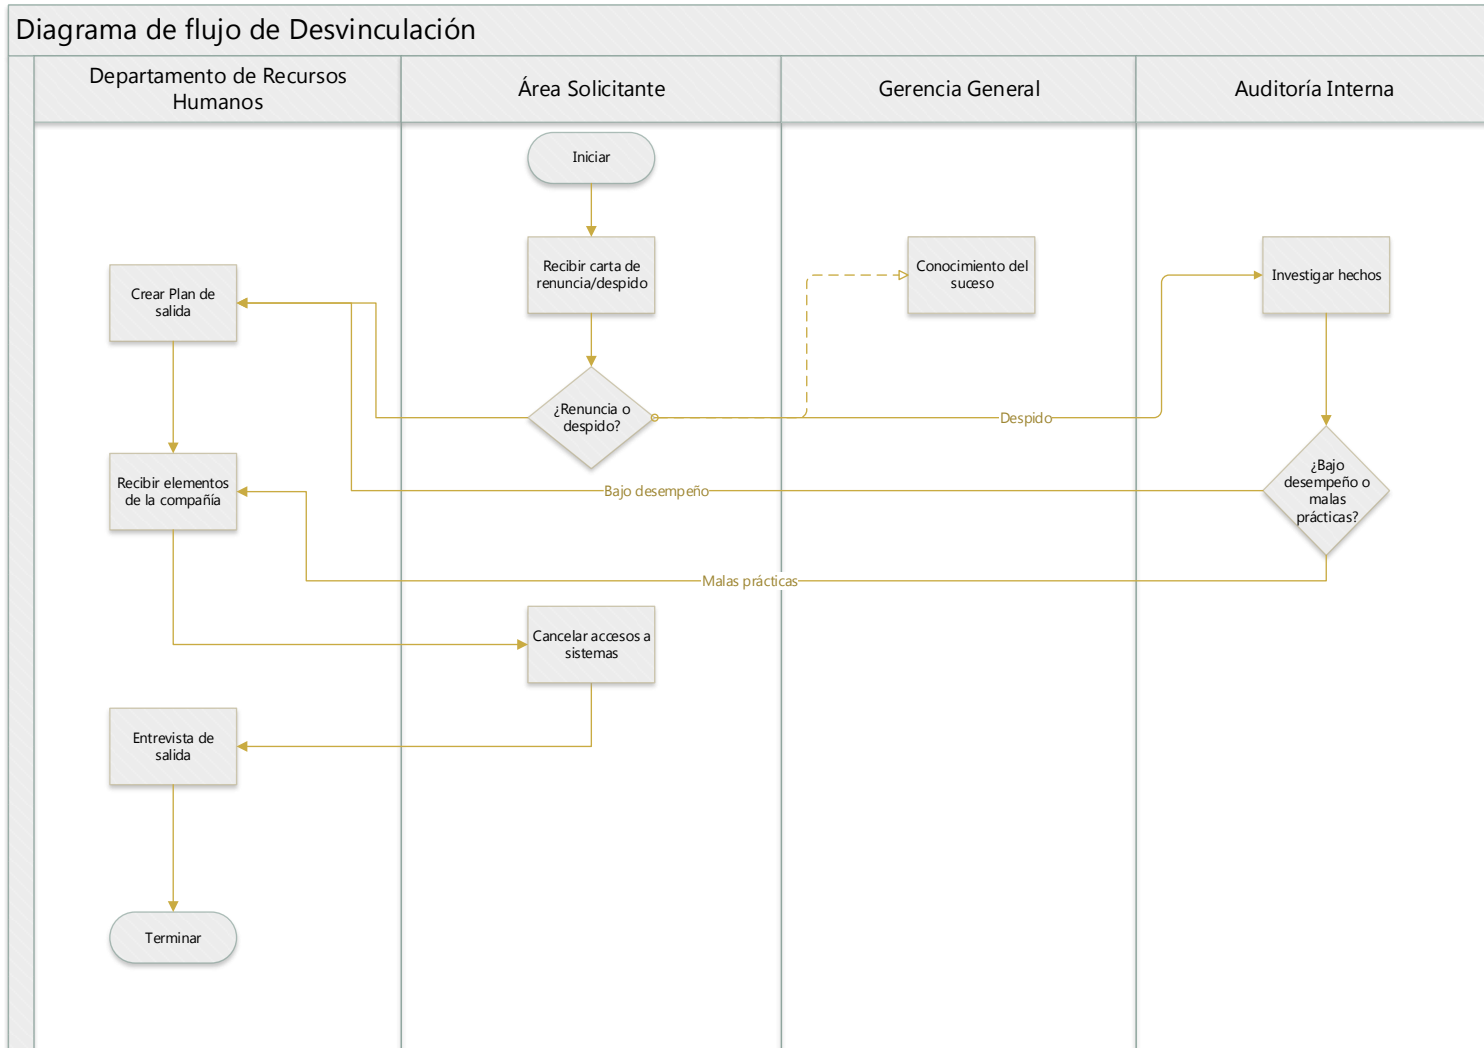 Diagrama de flujo de Desvinculación
Departamento de Recursos
Humanos
Área Solicitante
Gerencia General
Auditoría Interna
Iniciar
Recibir carta de
renuncia/despido
Conocimiento del
suceso
Investigar hechos
Crear Plan de
salida
¿Renuncia o
despido?
Despido
¿Bajo
desempeño o
malas
prácticas?
Recibir elementos
de la compañía
Bajo desempeño
Malas prácticas
Cancelar accesos a
sistemas
Entrevista de
salida
Terminar